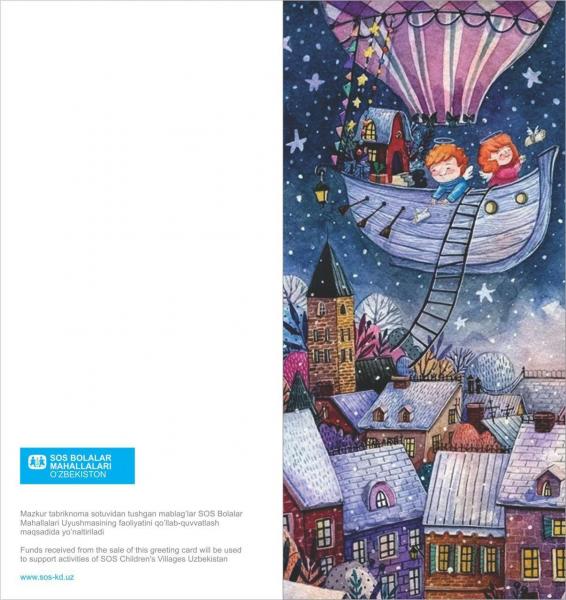 SOS BOLALAR
MAHALLALARI
O'ZBEKISTON
Mazkur tabriknoma sotuvidan tushgan mablag'lar SOS Bolalar
Mahallalari Uyushmasining faoliyatini qo'llab-quvvatlash
maqsadida yo'naltiriladi
Funds received from the sale of this greeting card will be used
to support activities of SOS Children's Villages Uzbekistan
www.sos-kd.uz